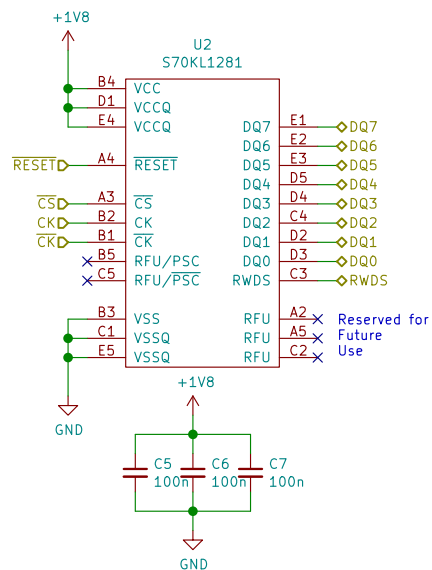 +1V8
U2
S70KL1281
B4 VCC
D1 VCCQ
E4 VCCQ
E1 DQ7 DQ7
E2 DQ6 DQ6
RESET A4 RESET E3 DQ5 DQ5
D5 DQ4 DQ4
CS A3 CS D4 DQ3 DQ3
CK B2 CK C4 DQ2 DQ2
CK B1 CK D2 DQ1 DQ1
B5 RFU/PSC D3 DQ0 DQ0
C5 RFU/PSC C3 RWDS RWDS
B3 VSS A2 RFU Reserved for
C1 VSSQ A5 RFU Future
E5 VSSQ C2 RFU Use
+1V8
GND
C5 C6 C7
100n 100n 100n
GND